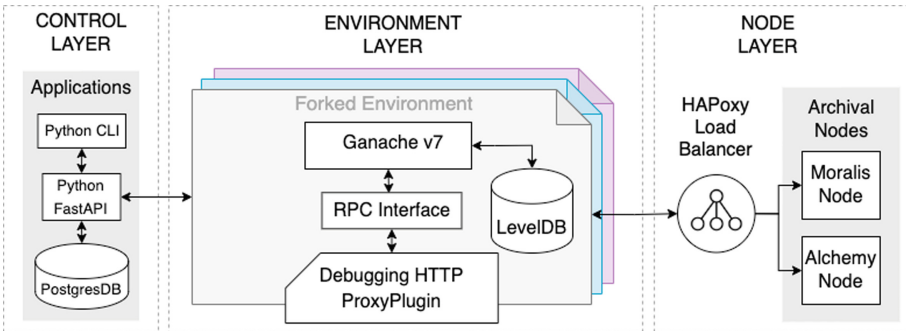 CONTROL
LAYER
Applications
Python CLI
Python
FastAPI
PostgresDB
ENVIRONMENT
LAYER
Forked Environment
Ganache v7
RPC Interface
LevelDB
Debugging HTTP
ProxyPlugin
NODE
LAYER
HAPoxy
Load
Balancer
Archival
Nodes
Moralis
Node
Alchemy
Node